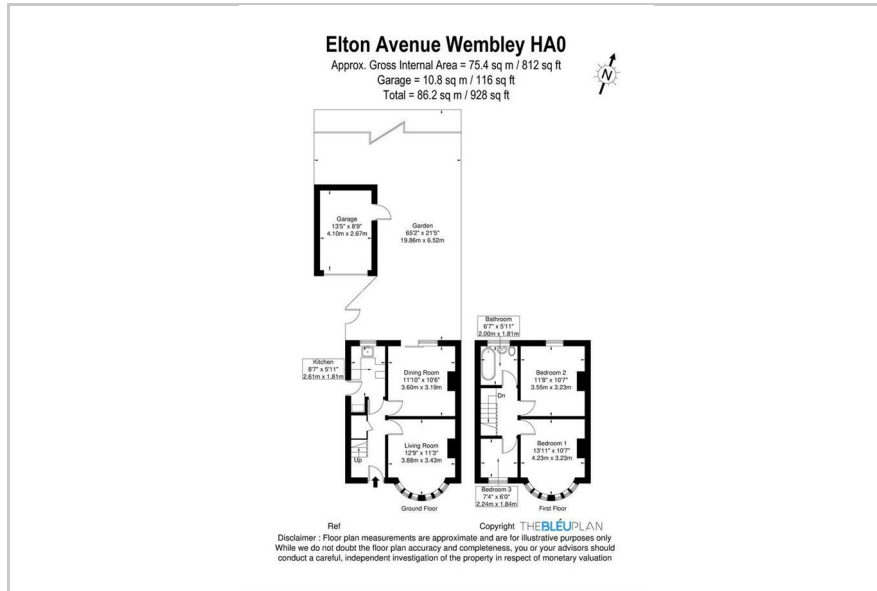 Elton Avenue Wembley HA0
Approx. Gross Internal Area = 75.4 sq m / 812 sq ft
Garage = 10.8 sq m / 116 sq ft
Total = 86.2 sq m / 928 sq ft
N
Garage
13'5" x 8'9"
4.10m x 2.67m
Garden
65'2" x 21'5"
19.86m x 6.52m
Kitchen
8'7" x 5'11"
2.61m x 1.81m
Dining Room
11'10" x 10'6"
3.60m x 3.19m
Living Room
12'9" x 11'3"
3.88m x 3.43m
Up
Ground Floor
Bathroom
6'7" x 5'11"
2.00m x 1.81m
Bedroom 2
11'8" x 10'7"
3.55m x 3.23m
Dn
Bedroom 1
13'11" x 10'7"
4.23m x 3.23m
Bedroom 3
7'4" x 6'0"
2.24m x 1.84m
First Floor
Ref
Copyright THEBLÉUPLAN
Disclaimer : Floor plan measurements are approximate and are for illustrative purposes only
While we do not doubt the floor plan accuracy and completeness, you or your advisors should
conduct a careful, independent investigation of the property in respect of monetary valuation